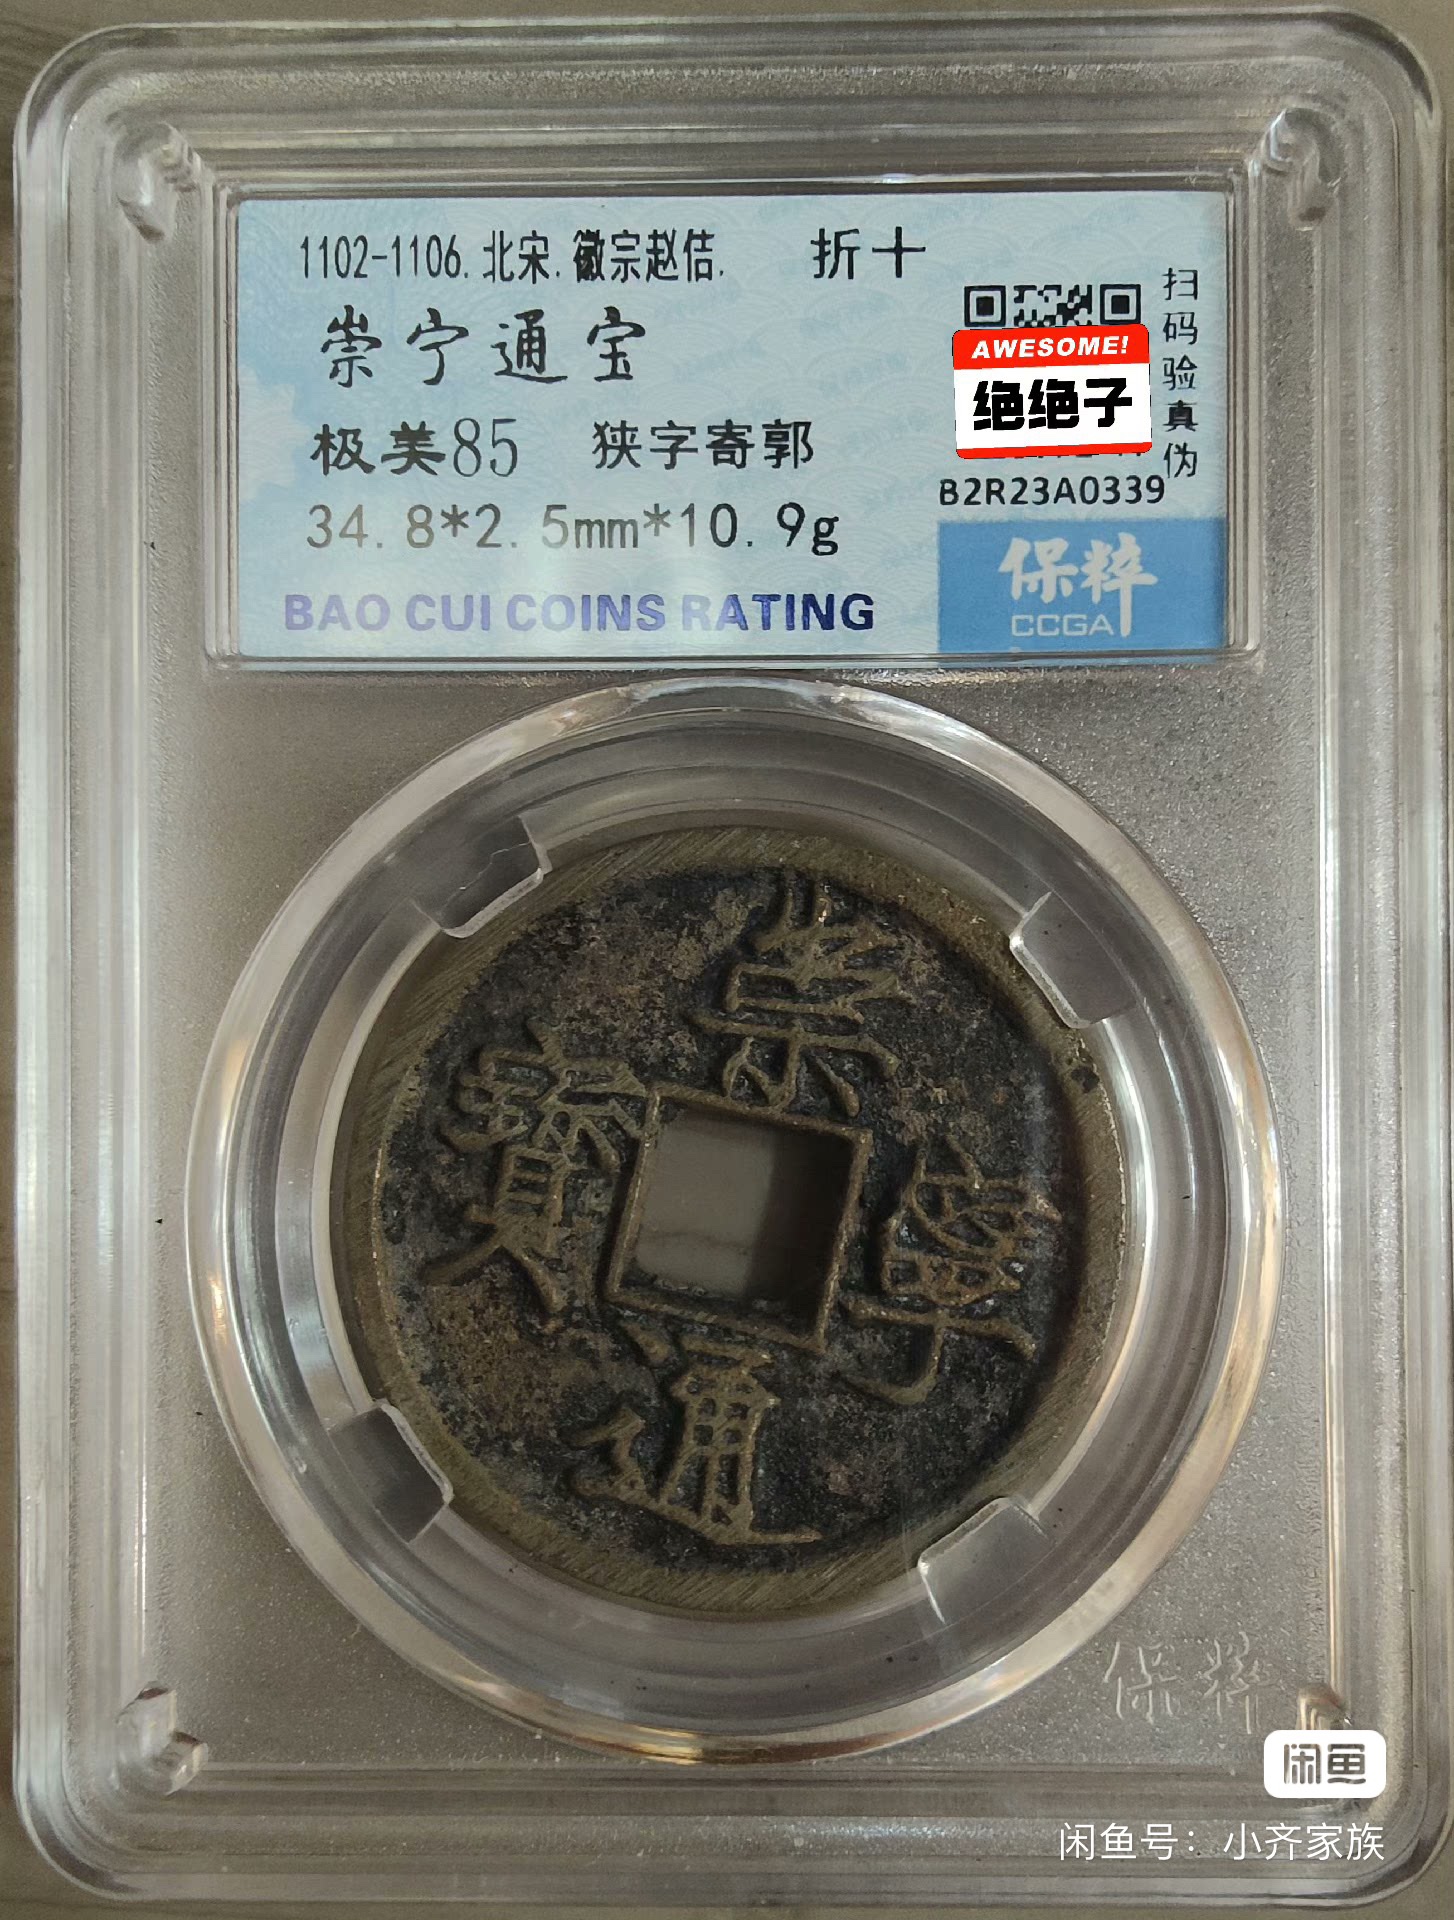 1102-1106.北宋.徽宗赵佶. 折十
崇宁通宝
极美85 狭字寄郭
34.8*2.5mm*10.9g
BAO CUI COINS RATING
扫码验真伪
AWESOME!
绝绝子
B2R23A0339
保粹
CCGA
崇寧通寳
保粹
闲鱼
闲鱼号：小齐家族